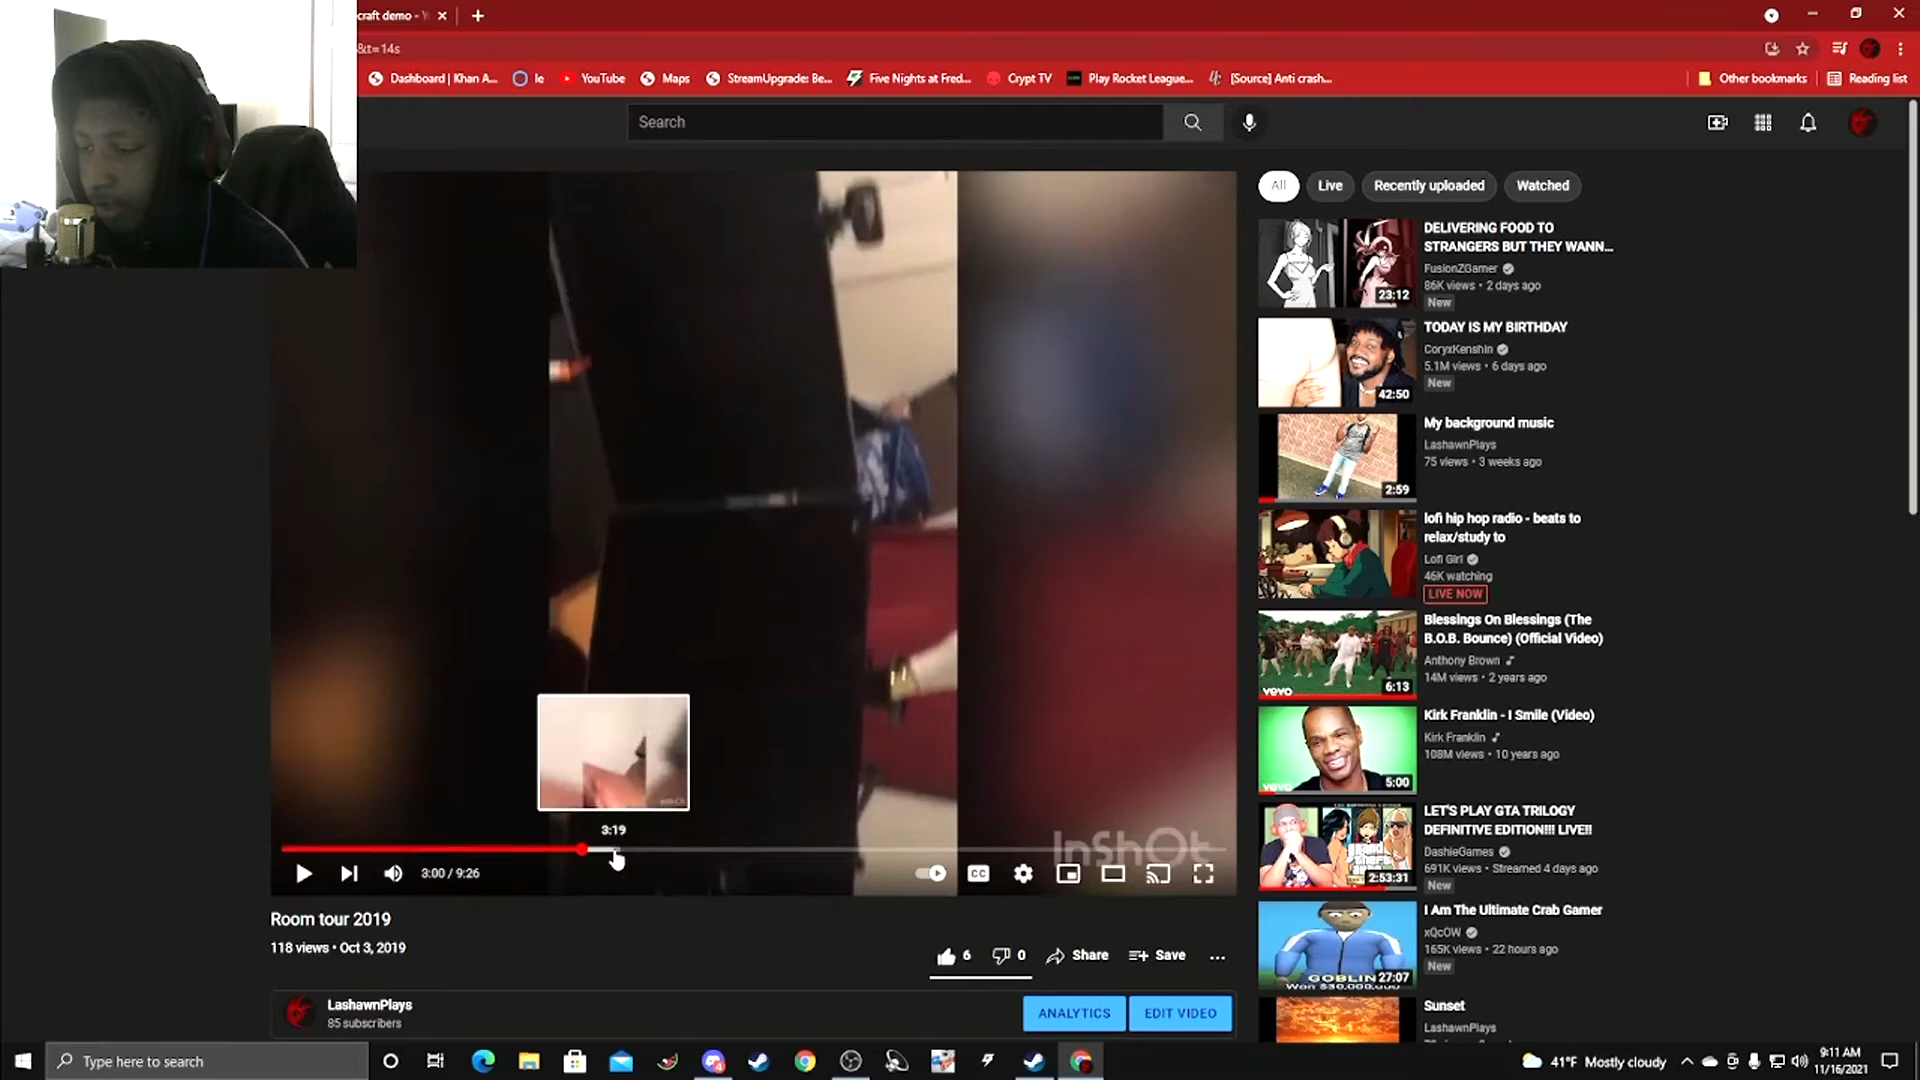 craft demo -
&t=14s
Dashboard | Khan A...
le
YouTube
Maps
StreamUpgrade: Be...
Five Nights at Fred...
Crypt TV
Play Rocket League...
[Source] Anti crash...
Other bookmarks
Reading list
Search
All
Live
Recently uploaded
Watched
DELIVERING FOOD TO
STRANGERS BUT THEY WANN...
FusionZGamer
86K views • 2 days ago
New
23:12
TODAY IS MY BIRTHDAY
CoryxKenshin
5.1M views • 6 days ago
New
42:50
My background music
LashawnPlays
75 views • 3 weeks ago
2:59
lofi hip hop radio - beats to
relax/study to
Lofi Girl
46K watching
LIVE NOW
Blessings On Blessings (The
B.O.B. Bounce) (Official Video)
Anthony Brown
14M views • 2 years ago
vevo
6:13
Kirk Franklin - I Smile (Video)
Kirk Franklin
108M views • 10 years ago
vevo
5:00
LET'S PLAY GTA TRILOGY
DEFINITIVE EDITION!!! LIVE!!
DashieGames
691K views • Streamed 4 days ago
New
2:53:31
I Am The Ultimate Crab Gamer
xQcOW
165K views • 22 hours ago
New
GOBLIN
Won $30,000,000
27:07
Sunset
LashawnPlays
3:19
InShOt
3:00 / 9:26
CC
Room tour 2019
118 views • Oct 3, 2019
6
0
Share
Save
LashawnPlays
85 subscribers
ANALYTICS
EDIT VIDEO
Type here to search
41°F Mostly cloudy
9:11 AM
11/16/2021